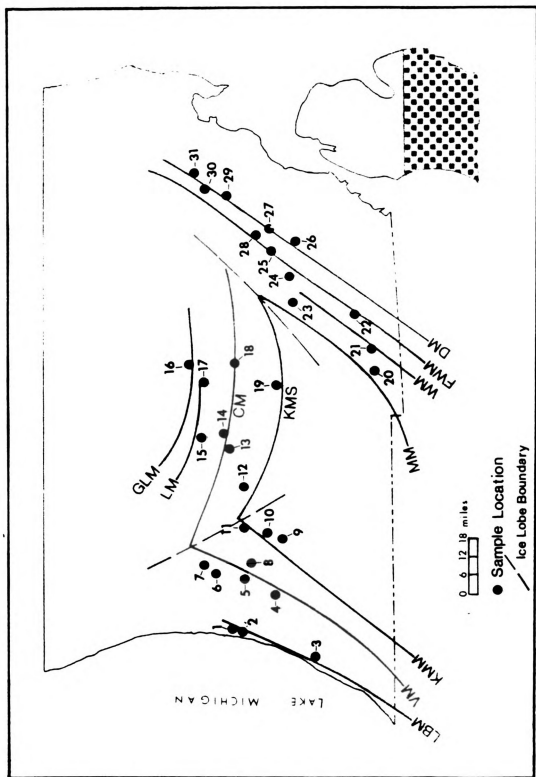 31
30
29
28
27
26
25
24
23
22
21
20
16
17
15
18
14
13
19
12
11
10
9
8
7
6
5
4
1
2
3
GLM
LM
CM
KMS
MM
WM
FWM
DM
KMM
VM
LBM
LAKE
MICHIGAN
0 6 12 18 miles
Sample Location
Ice Lobe Boundary